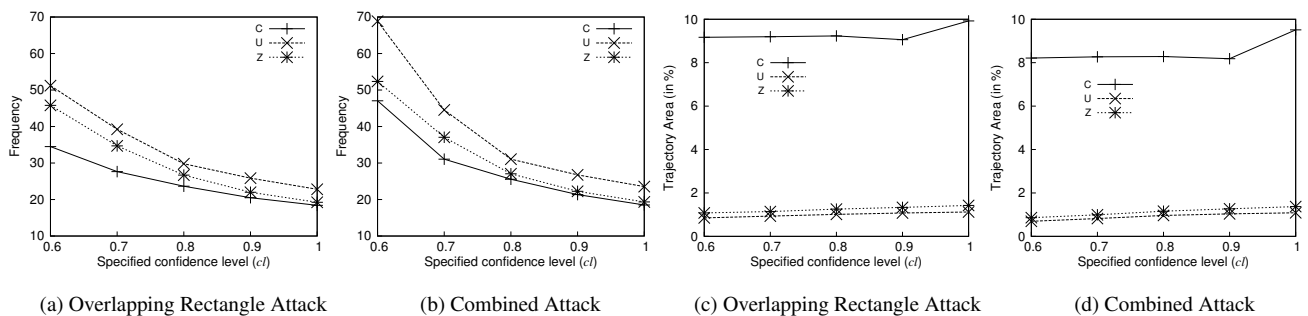 70
60
50
40
30
20
10
Frequency
C
U
Z
0.6 0.7 0.8 0.9 1
Specified confidence level (cl)
(a) Overlapping Rectangle Attack
70
60
50
40
30
20
10
Frequency
C
U
Z
0.6 0.7 0.8 0.9 1
Specified confidence level (cl)
(b) Combined Attack
10
8
6
4
2
0
Trajectory Area (in %)
C
U
Z
0.6 0.7 0.8 0.9 1
Specified confidence level (cl)
(c) Overlapping Rectangle Attack
10
8
6
4
2
0
Trajectory Area (in %)
C
U
Z
0.6 0.7 0.8 0.9 1
Specified confidence level (cl)
(d) Combined Attack